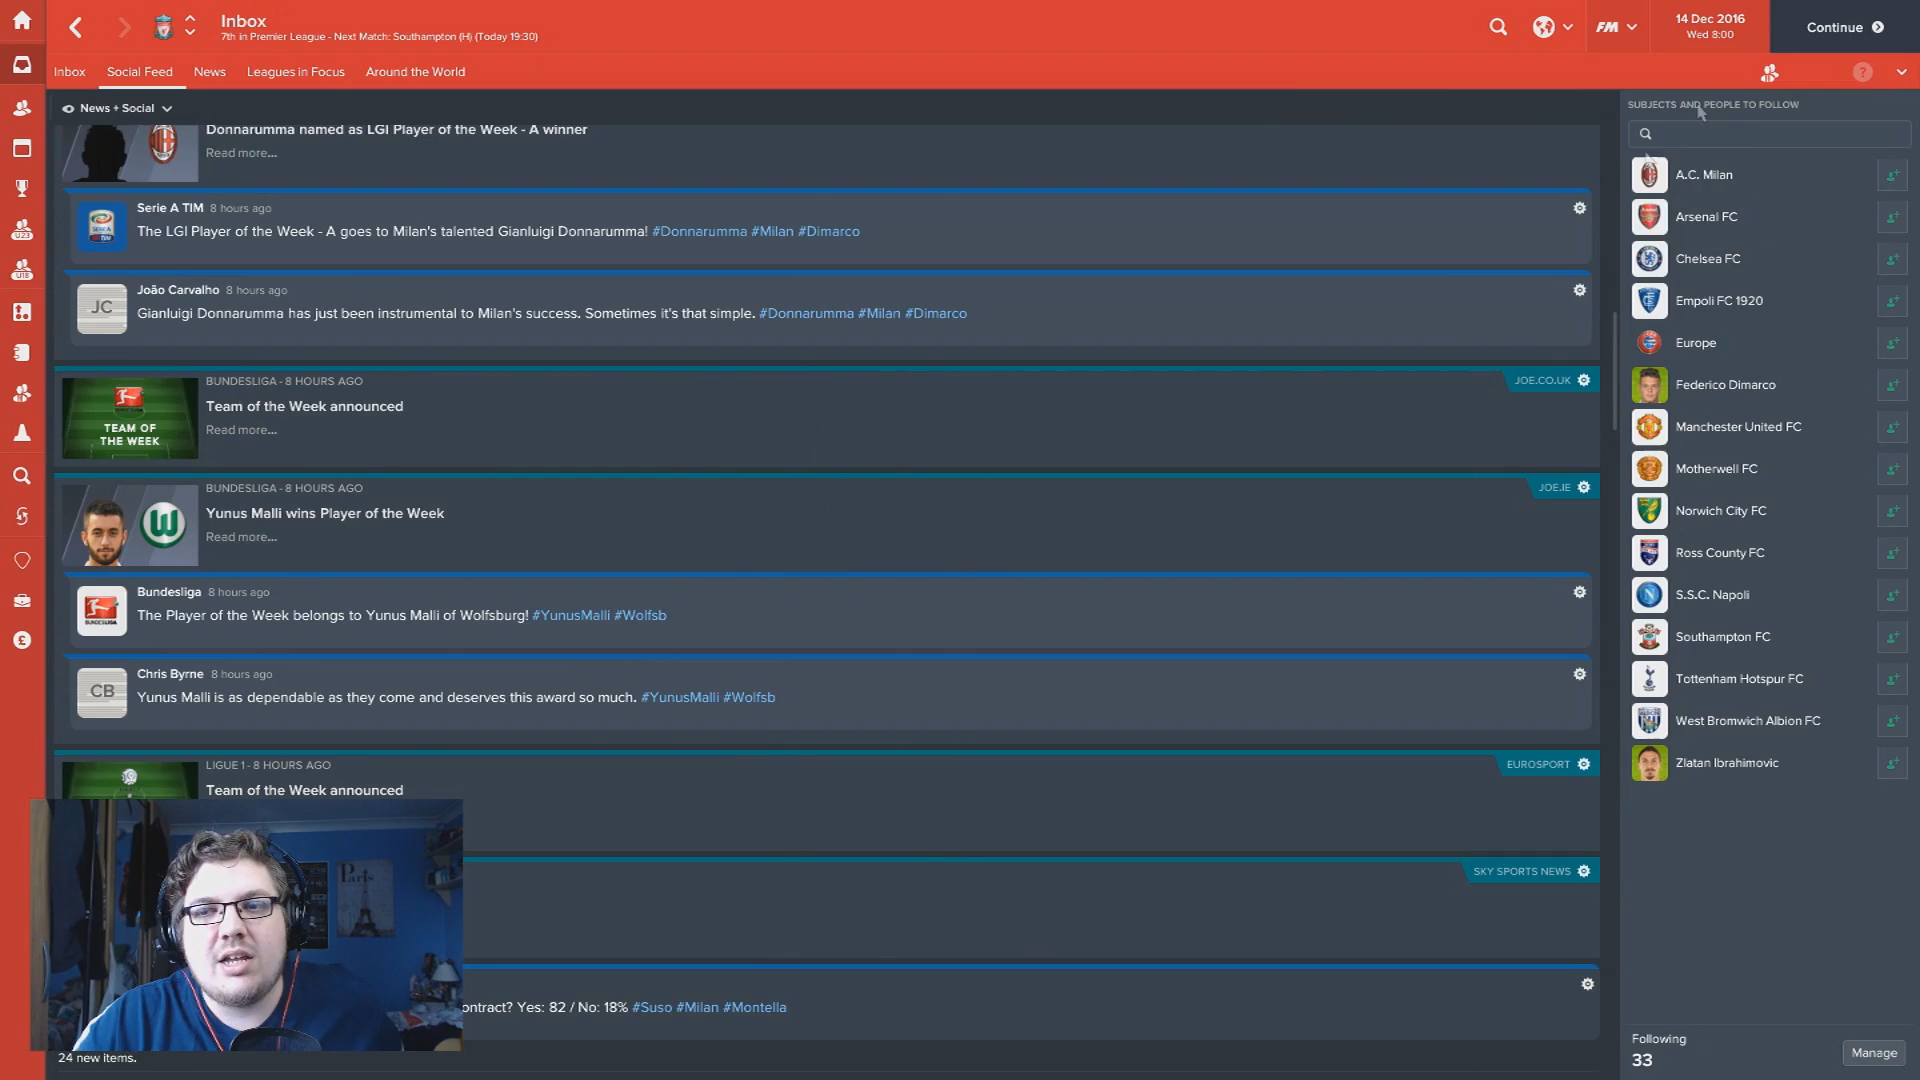 Inbox
7th in Premier League - Next Match: Southampton (H) (Today 19:30)
FM
14 Dec 2016
Wed 8:00
Continue
Inbox
Social Feed
News
Leagues in Focus
Around the World
?
News + Social
Donnarumma named as LGI Player of the Week - A winner
Read more...
Serie A TIM 8 hours ago
The LGI Player of the Week - A goes to Milan's talented Gianluigi Donnarumma! #Donnarumma #Milan #Dimarco
JC
João Carvalho 8 hours ago
Gianluigi Donnarumma has just been instrumental to Milan's success. Sometimes it's that simple. #Donnarumma #Milan #Dimarco
TEAM OF
THE WEEK
BUNDESLIGA - 8 HOURS AGO
JOE.CO.UK
Team of the Week announced
Read more...
BUNDESLIGA - 8 HOURS AGO
JOE.IE
Yunus Malli wins Player of the Week
Read more...
BUNDESLIGA
Bundesliga 8 hours ago
The Player of the Week belongs to Yunus Malli of Wolfsburg! #YunusMalli #Wolfsb
CB
Chris Byrne 8 hours ago
Yunus Malli is as dependable as they come and deserves this award so much. #YunusMalli #Wolfsb
LIGUE 1 - 8 HOURS AGO
EUROSPORT
Team of the Week announced
SKY SPORTS NEWS
Paris
ontract? Yes: 82 / No: 18% #Suso #Milan #Montella
24 new items.
U23
U18
SUBJECTS AND PEOPLE TO FOLLOW
A.C. Milan
Arsenal FC
Chelsea FC
Empoli FC 1920
Europe
Federico Dimarco
Manchester United FC
Motherwell FC
Norwich City FC
Ross County FC
S.S.C. Napoli
Southampton FC
Tottenham Hotspur FC
West Bromwich Albion FC
Zlatan Ibrahimovic
Following
33
Manage